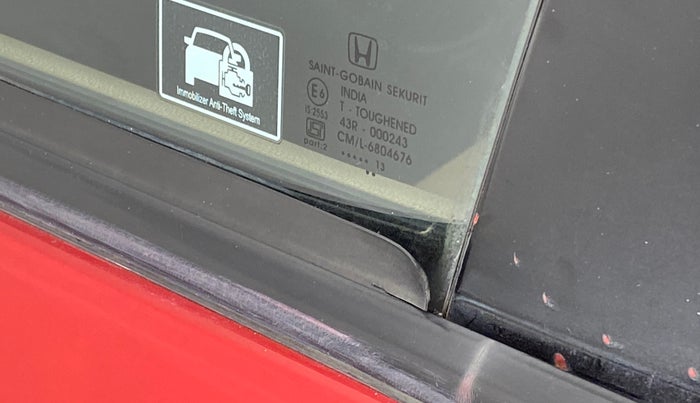 Immobilizer Anti-Theft System
SAINT-GOBAIN SEKURIT
E6
INDIA
IS:2553
T - TOUGHENED
43R - 000243
part:2
CM/L-6804676
..... 13
..